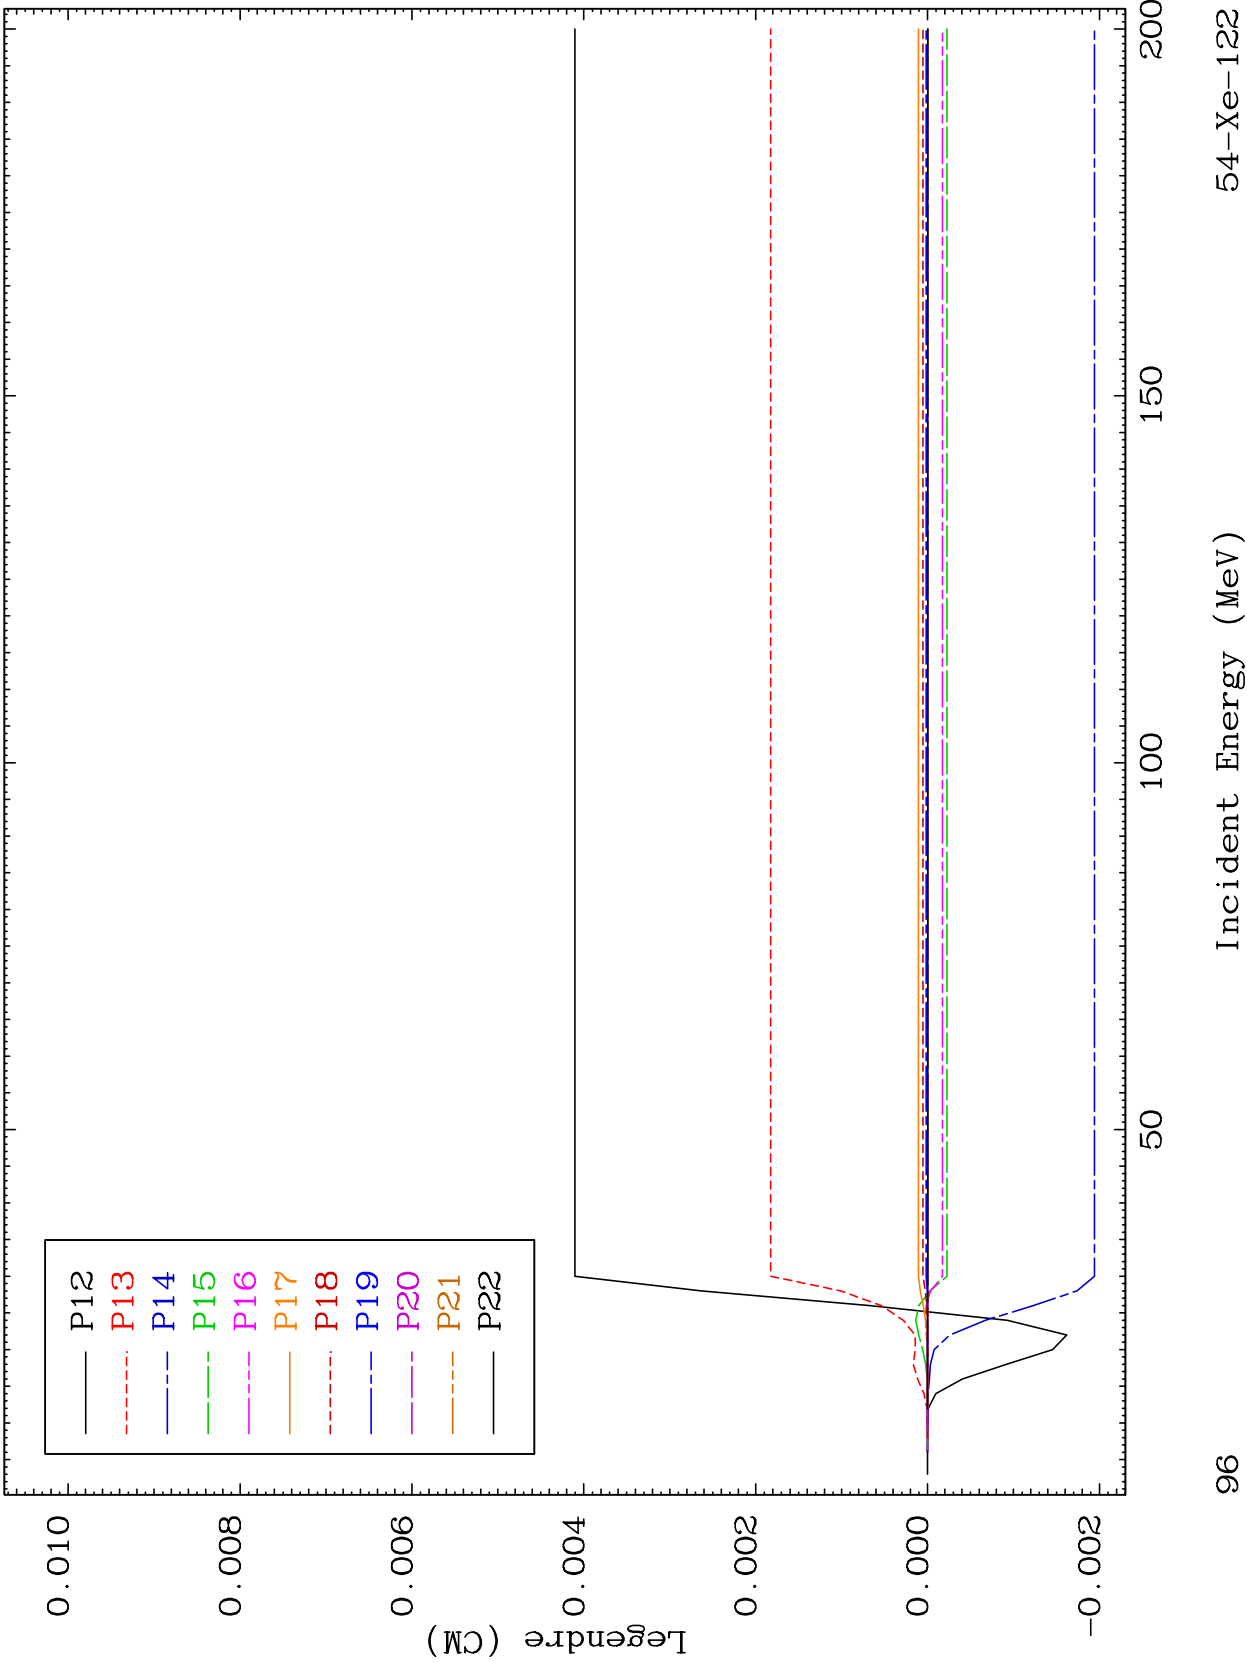 Legendre (CM)
0.010
0.008
0.006
0.004
0.002
0.000
-0.002
P12
P13
P14
P15
P16
P17
P18
P19
P20
P21
P22
50
100
150
200
96
Incident Energy (MeV)
54-Xe-122